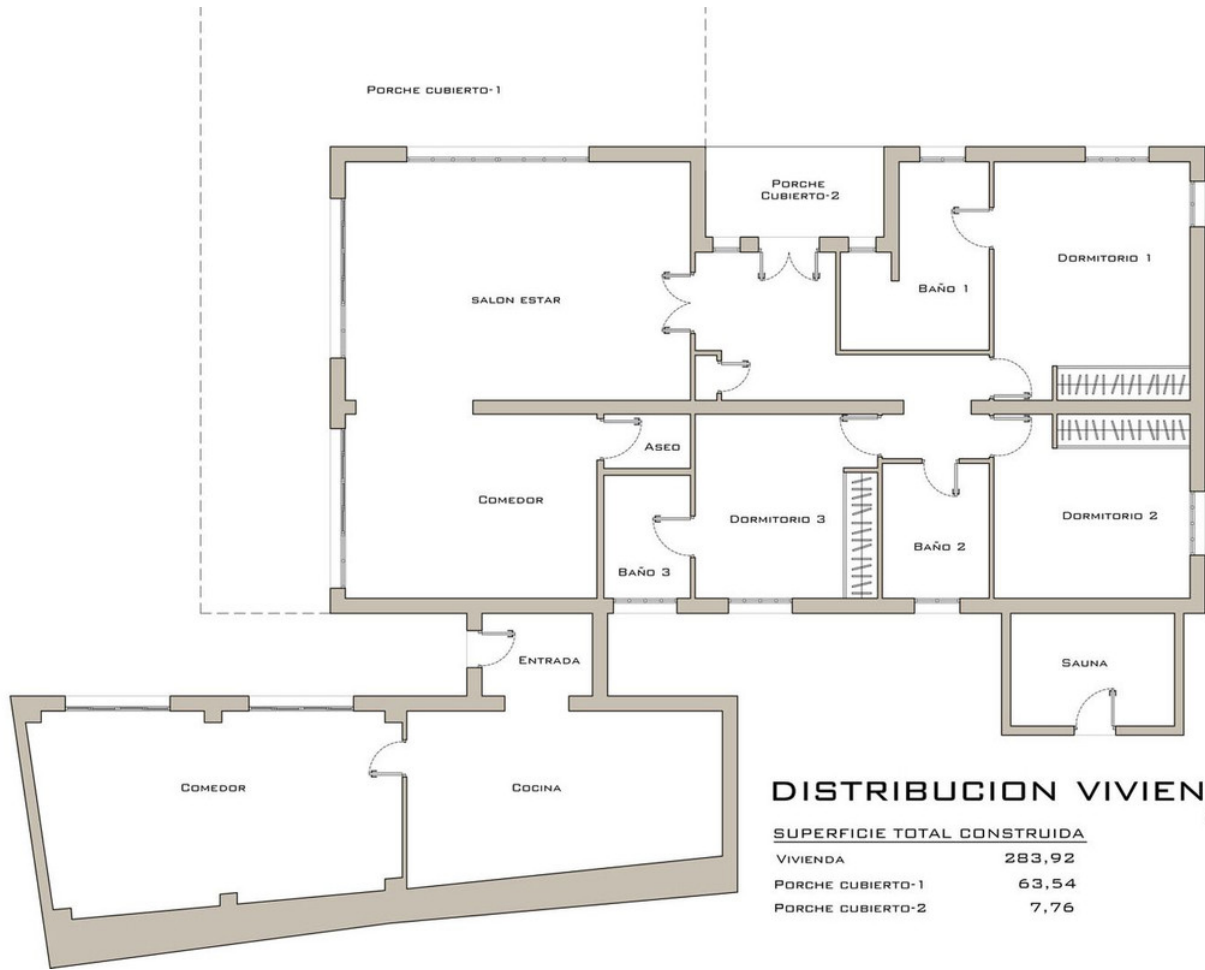 PORCHE CUBIERTO-1
PORCHE
CUBIERTO-2
DORMITORIO 1
BAÑO 1
SALON ESTAR
ASEO
COMEDOR
DORMITORIO 3
DORMITORIO 2
BAÑO 2
BAÑO 3
ENTRADA
SAUNA
COMEDOR
COCINA
DISTRIBUCION VIVIEN
SUPERFICIE TOTAL CONSTRUIDA
VIVIENDA 283,92
PORCHE CUBIERTO-1 63,54
PORCHE CUBIERTO-2 7,76